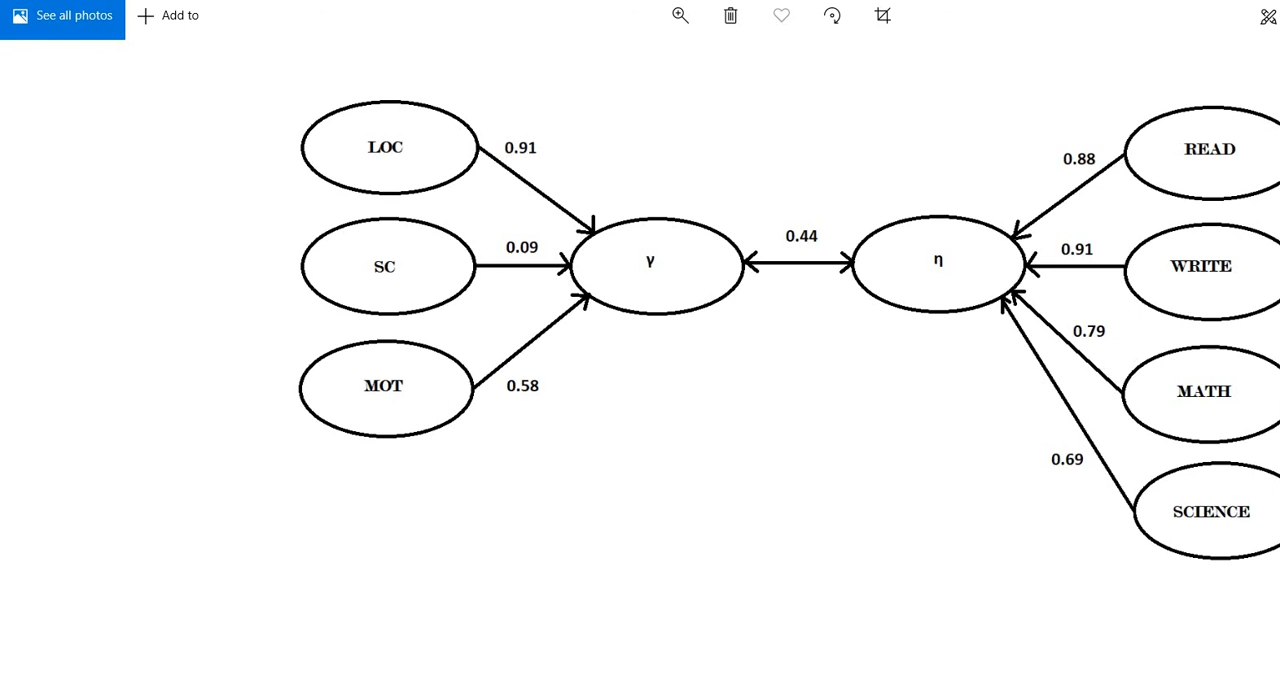 See all photos
Add to
LOC
0.91
READ
0.88
SC
0.09
γ
0.44
η
0.91
WRITE
MOT
0.58
0.79
MATH
0.69
SCIENCE